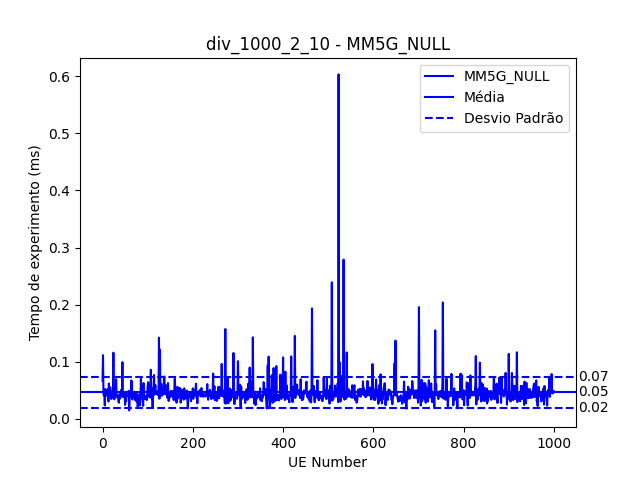 div_1000_2_10 - MM5G_NULL
MM5G_NULL
Média
Desvio Padrão
Tempo de experimento (ms)
0.6
0.5
0.4
0.3
0.2
0.1
0.0
0.07
0.05
0.02
0 200 400 600 800 1000
UE Number